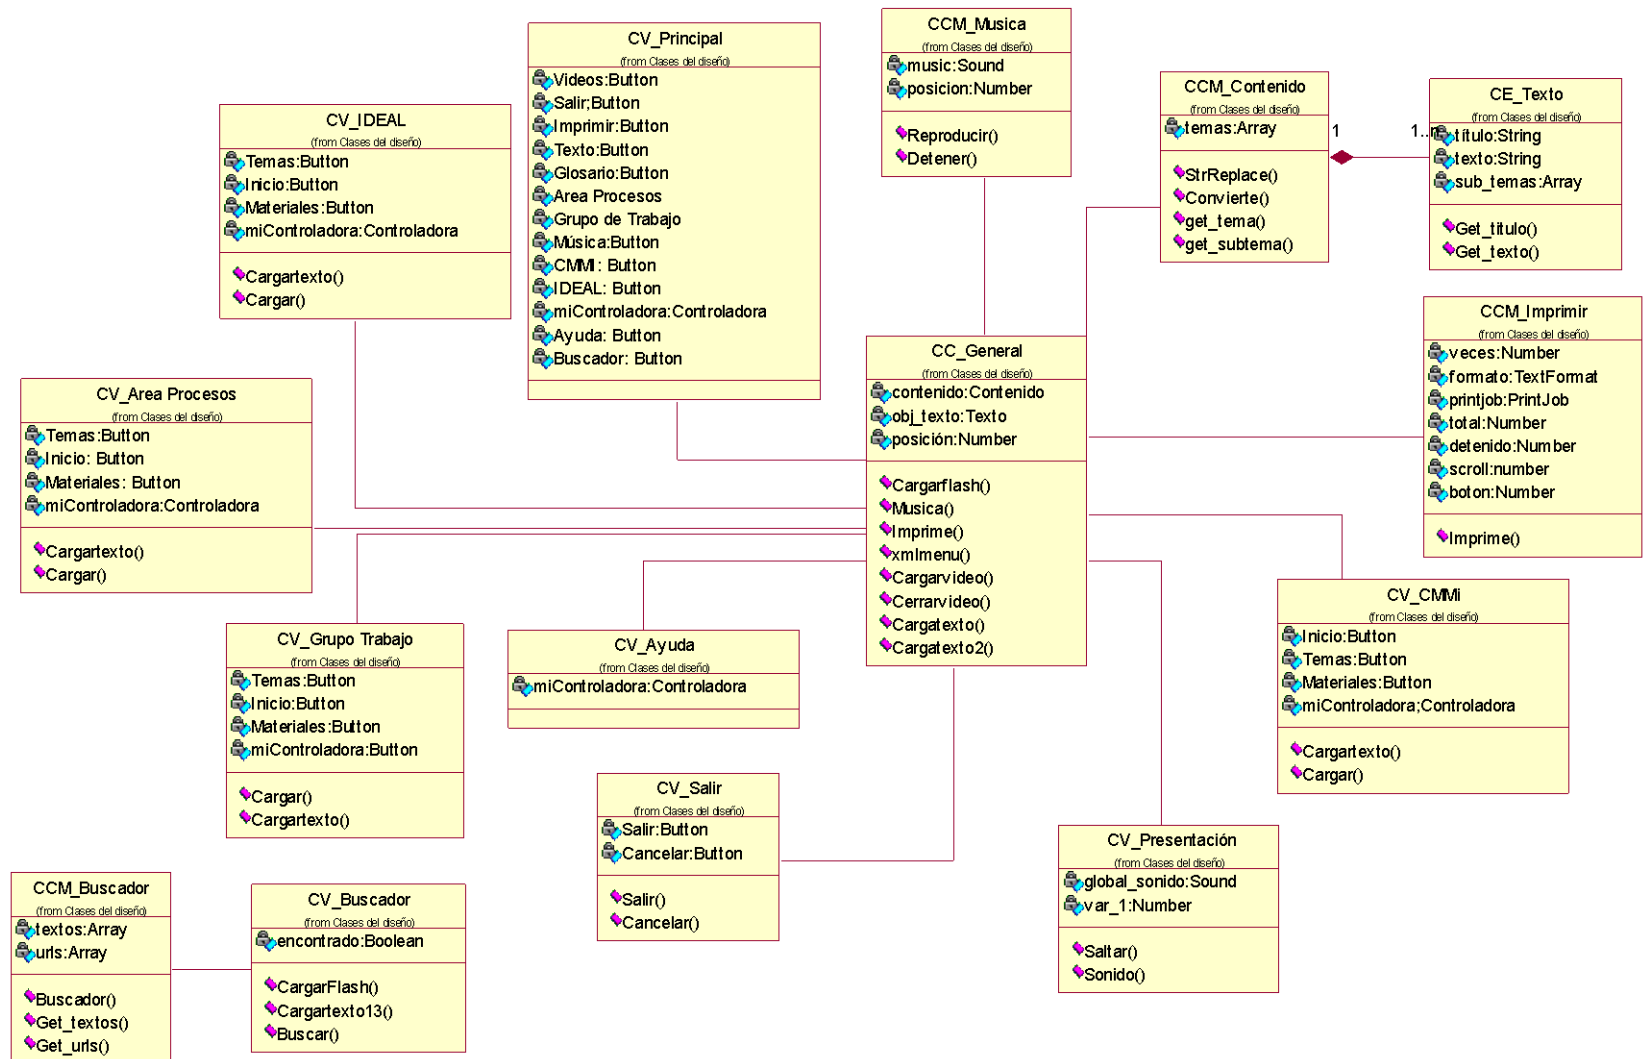 CV_Principal
(from Clases del diseño)
Videos:Button
Salir;Button
Imprimir:Button
Texto:Button
Glosario:Button
Area Procesos
Grupo de Trabajo
Música:Button
CMMI: Button
IDEAL: Button
miControladora:Controladora
Ayuda: Button
Buscador: Button
CCM_Musica
(from Clases del diseño)
music:Sound
posicion:Number
Reproducir()
Detener()
CCM_Contenido
(from Clases del diseño)
temas:Array
StrReplace()
Convierte()
get_tema()
get_subtema()
1
1..n
CE_Texto
(from Clases del diseño)
título:String
texto:String
sub_temas:Array
Get_titulo()
Get_texto()
CV_IDEAL
(from Clases del diseño)
Temas:Button
Inicio:Button
Materiales:Button
miControladora:Controladora
Cargartexto()
Cargar()
CC_General
(from Clases del diseño)
contenido:Contenido
obj_texto:Texto
posición:Number
Cargarflash()
Musica()
Imprime()
xmlmenu()
Cargarvideo()
Cerrarvideo()
Cargatexto()
Cargatexto2()
CCM_Imprimir
(from Clases del diseño)
veces:Number
formato:TextFormat
printjob:PrintJob
total:Number
detenido:Number
scroll:number
boton:Number
Imprime()
CV_Area Procesos
(from Clases del diseño)
Temas:Button
Inicio: Button
Materiales: Button
miControladora:Controladora
Cargartexto()
Cargar()
CV_Grupo Trabajo
(from Clases del diseño)
Temas:Button
Inicio:Button
Materiales:Button
miControladora:Button
Cargar()
Cargartexto()
CV_Ayuda
(from Clases del diseño)
miControladora:Controladora
CV_CMMi
(from Clases del diseño)
Inicio:Button
Temas:Button
Materiales:Button
miControladora;Controladora
Cargartexto()
Cargar()
CV_Salir
(from Clases del diseño)
Salir:Button
Cancelar:Button
Salir()
Cancelar()
CV_Presentación
(from Clases del diseño)
global_sonido:Sound
var_1:Number
Saltar()
Sonido()
CCM_Buscador
(from Clases del diseño)
textos:Array
urls:Array
Buscador()
Get_textos()
Get_urls()
CV_Buscador
(from Clases del diseño)
encontrado:Boolean
CargarFlash()
Cargartexto13()
Buscar()